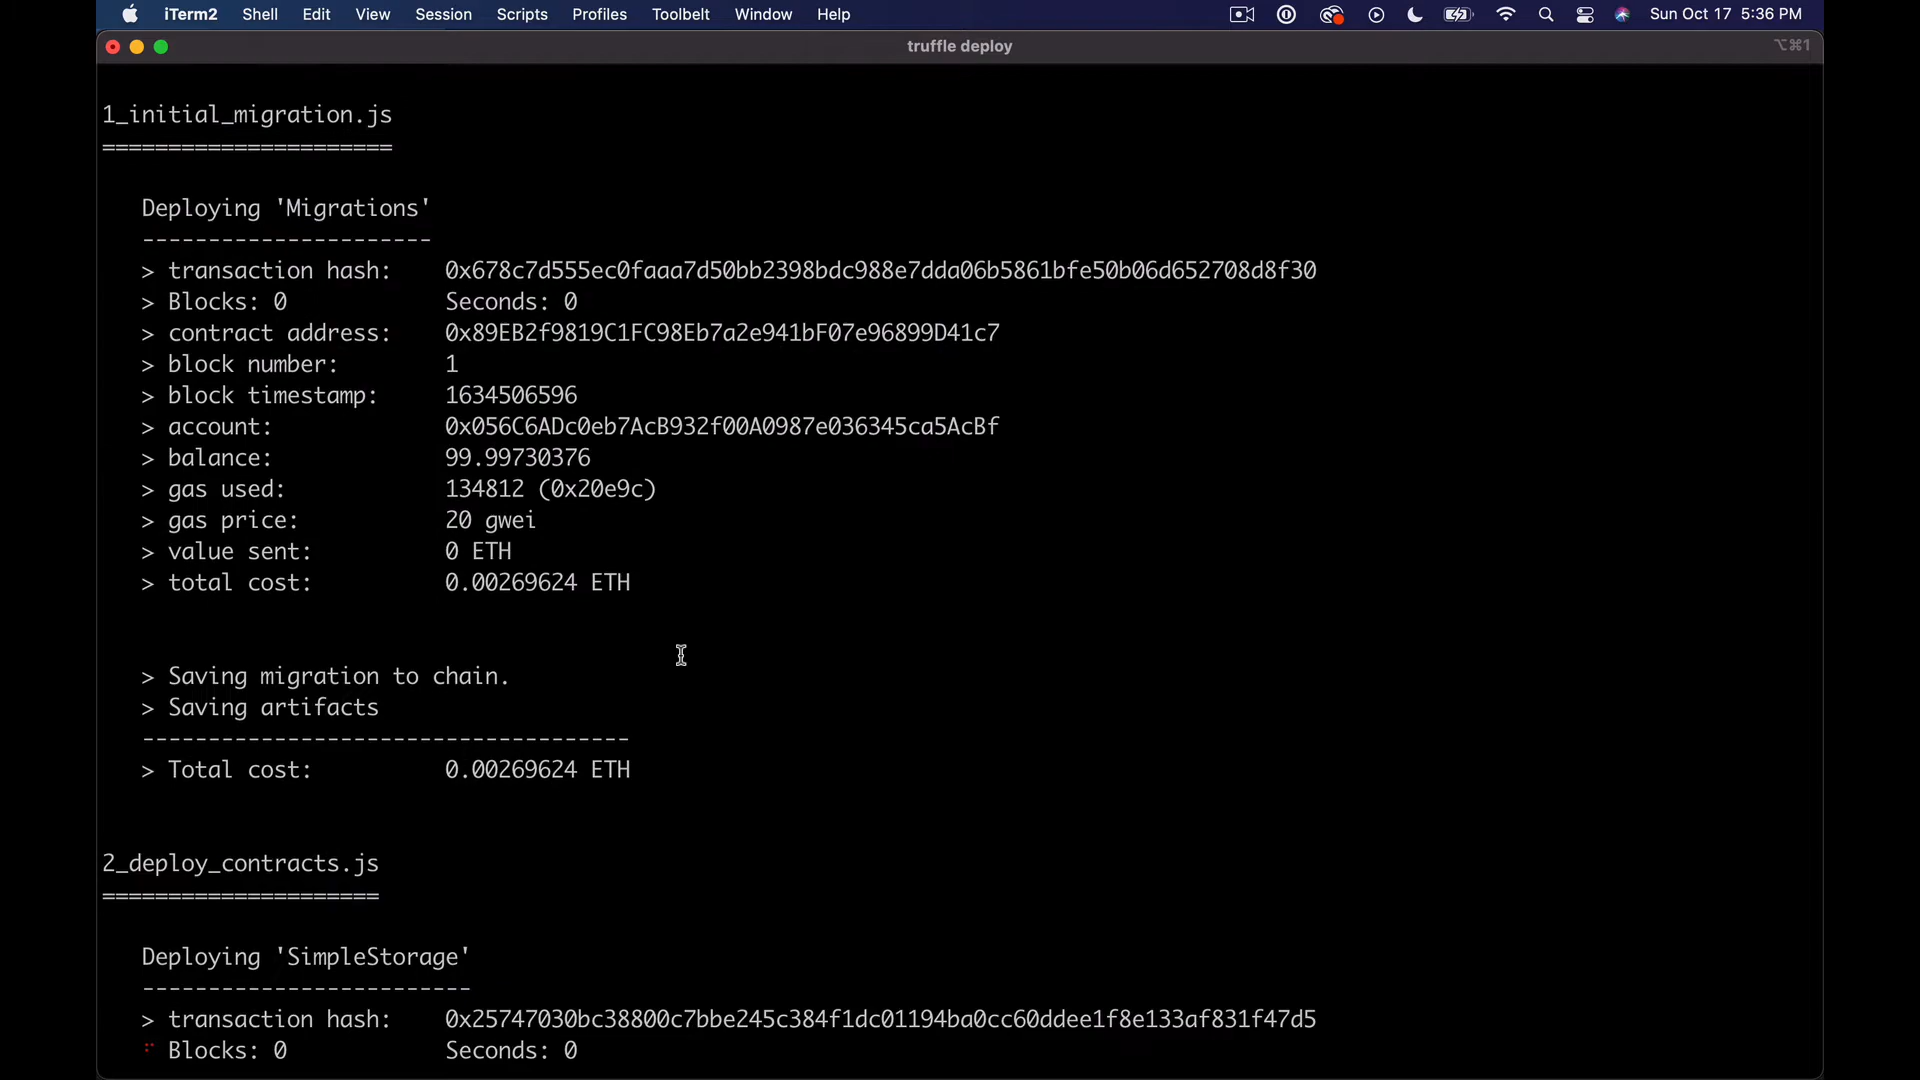 iTerm2 Shell Edit View Session Scripts Profiles Toolbelt Window Help Sun Oct 17 5:36 PM
truffle deploy ⌥⌘1
1_initial_migration.js
======================
Deploying 'Migrations'
----------------------
> transaction hash: 0x678c7d555ec0faaa7d50bb2398bdc988e7dda06b5861bfe50b06d652708d8f30
> Blocks: 0 Seconds: 0
> contract address: 0x89EB2f9819C1FC98Eb7a2e941bF07e96899D41c7
> block number: 1
> block timestamp: 1634506596
> account: 0x056C6ADc0eb7AcB932f00A0987e036345ca5AcBf
> balance: 99.99730376
> gas used: 134812 (0x20e9c)
> gas price: 20 gwei
> value sent: 0 ETH
> total cost: 0.00269624 ETH
> Saving migration to chain.
> Saving artifacts
-------------------------------------
> Total cost: 0.00269624 ETH
2_deploy_contracts.js
=====================
Deploying 'SimpleStorage'
-------------------------
> transaction hash: 0x25747030bc38800c7bbe245c384f1dc01194ba0cc60ddee1f8e133af831f47d5
Blocks: 0 Seconds: 0